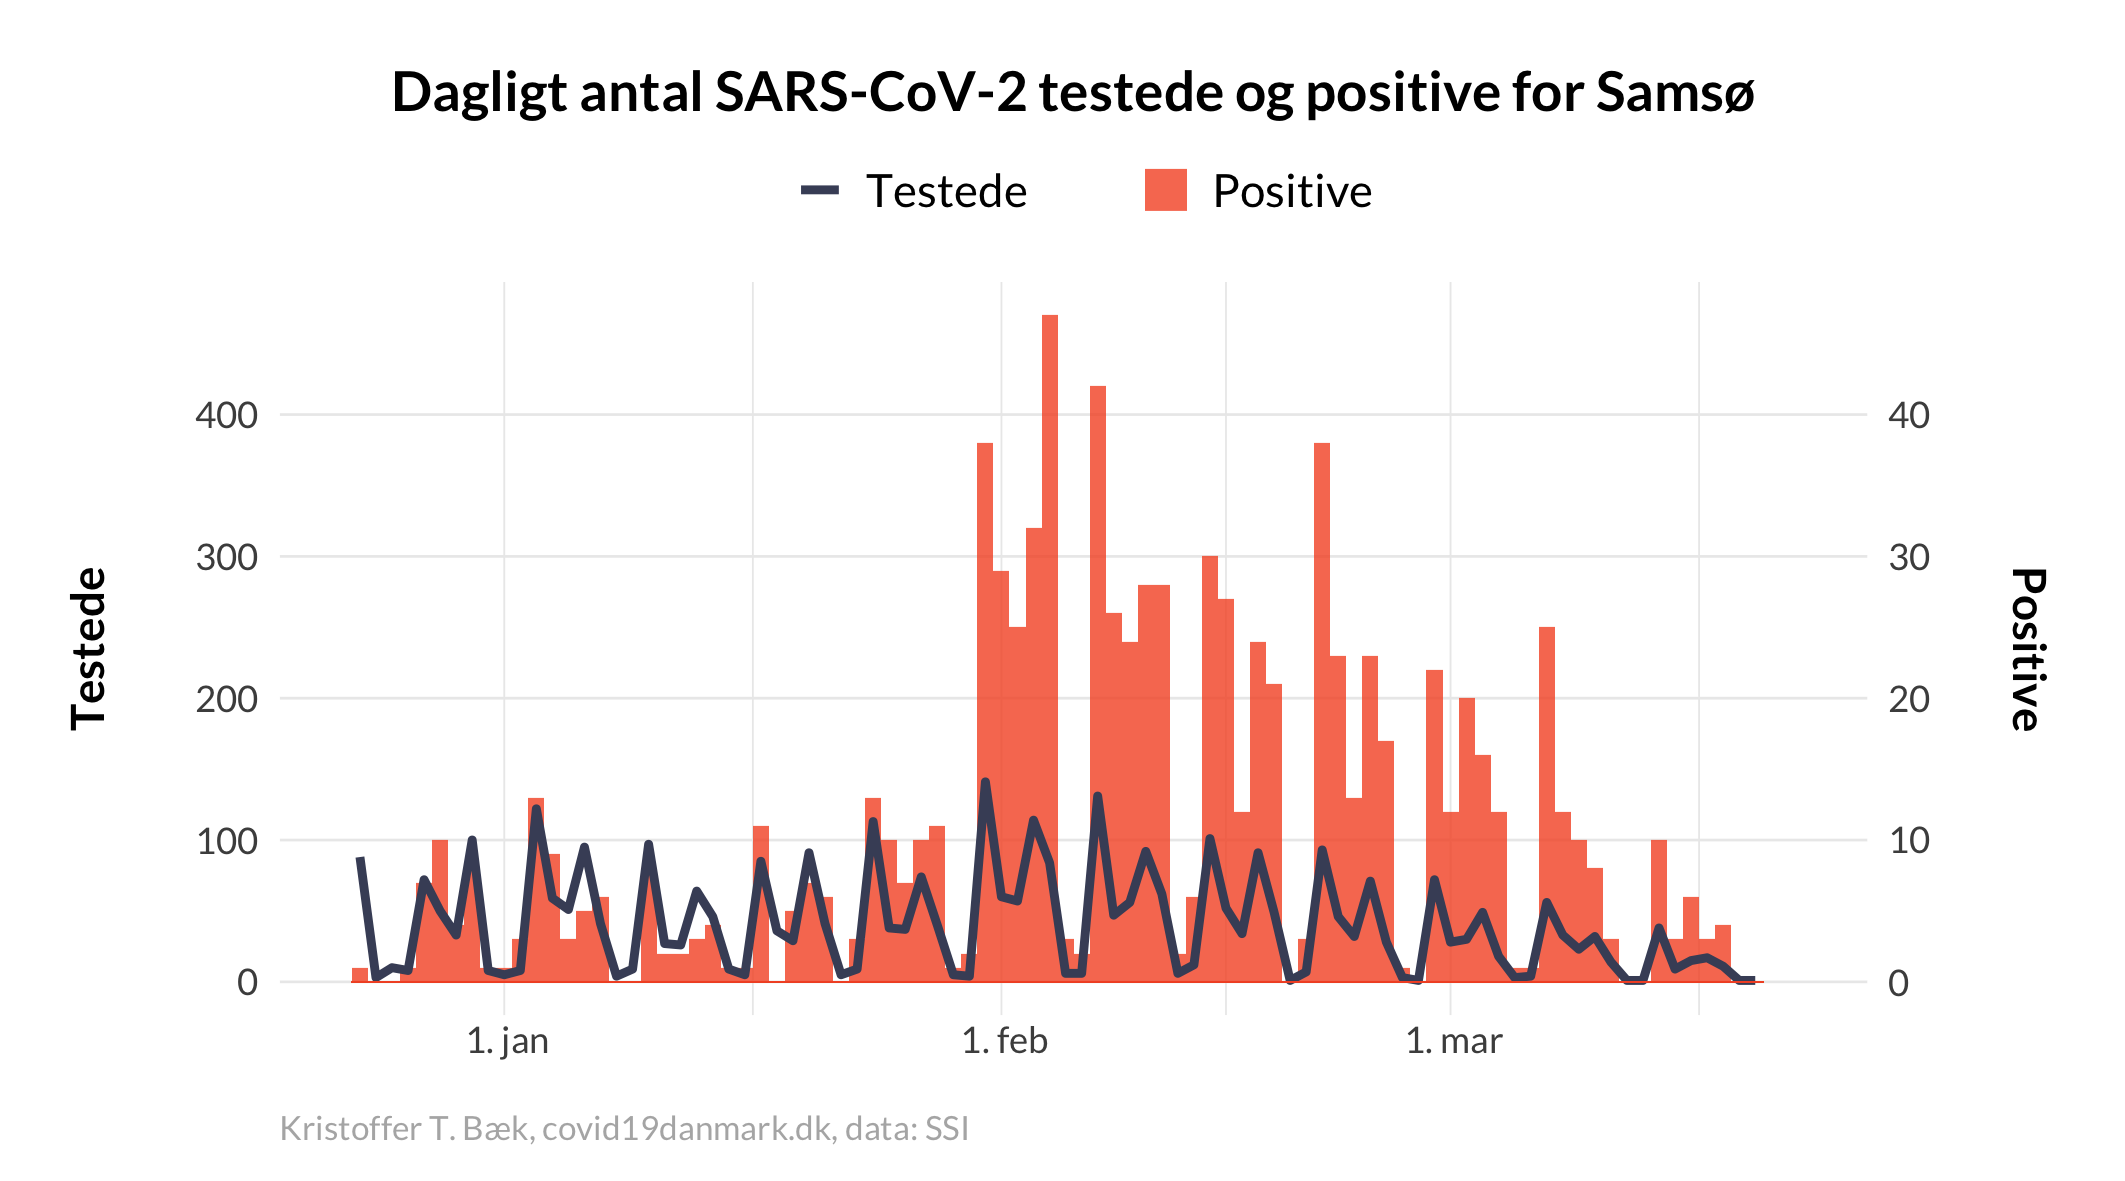 Dagligt antal SARS-CoV-2 testede og positive for Samsø
Testede
Positive
Testede
400
300
200
100
0
40
30
20
10
0
Positive
1. jan
1. feb
1. mar
Kristoffer T. Bæk, covid19danmark.dk, data: SSI